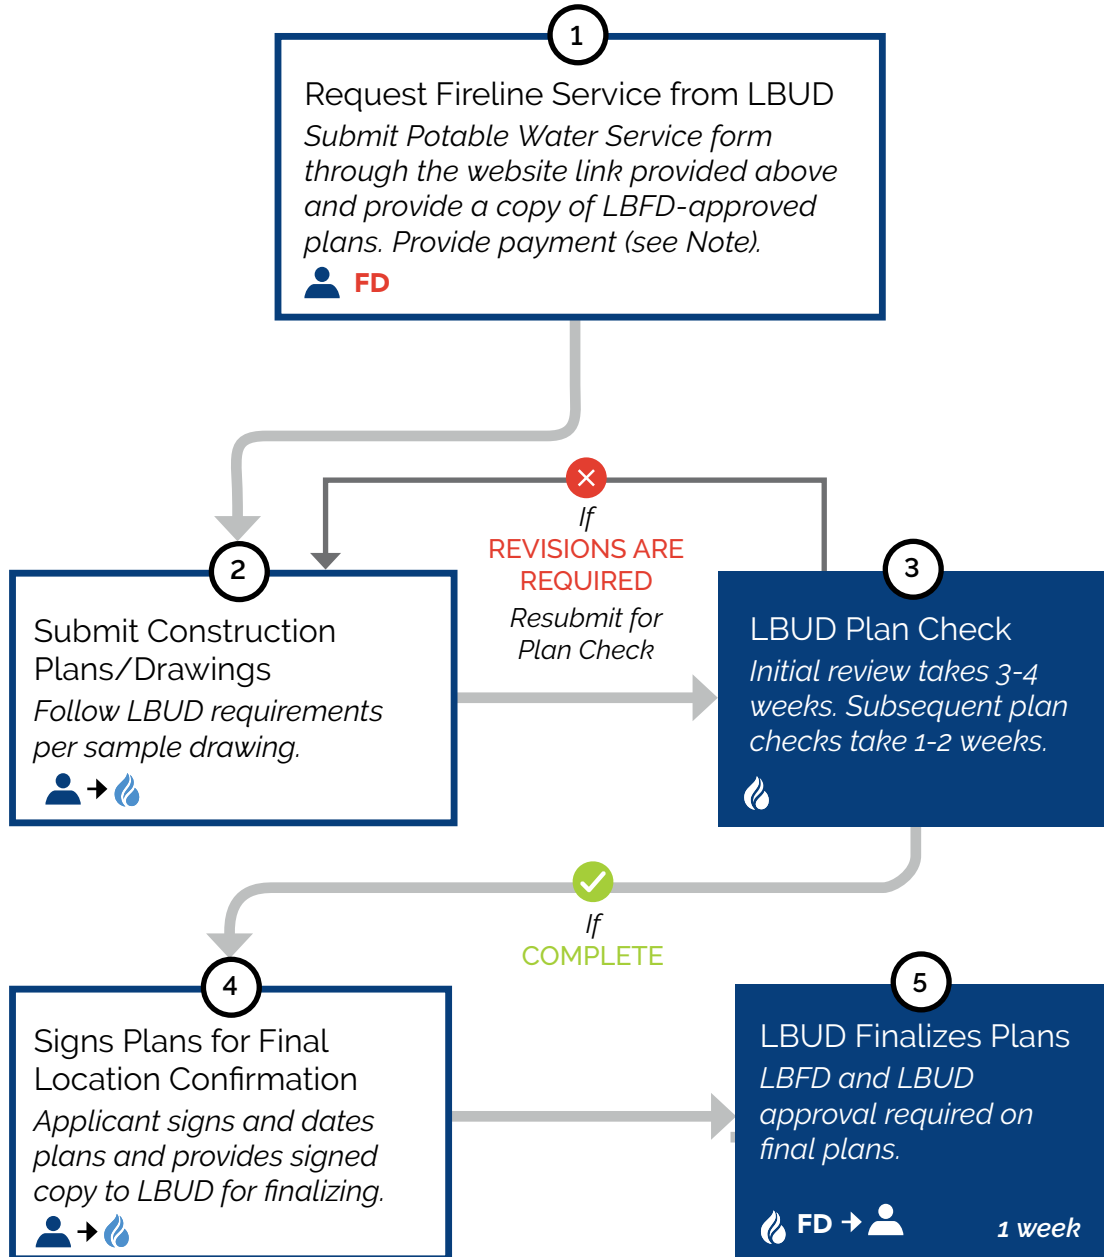 1
Request Fireline Service from LBUD
Submit Potable Water Service form
through the website link provided above
and provide a copy of LBFD-approved
plans. Provide payment (see Note).
FD
If
REVISIONS ARE
REQUIRED
Resubmit for
Plan Check
2
Submit Construction
Plans/Drawings
Follow LBUD requirements
per sample drawing.
3
LBUD Plan Check
Initial review takes 3-4
weeks. Subsequent plan
checks take 1-2 weeks.
If
COMPLETE
4
Signs Plans for Final
Location Confirmation
Applicant signs and dates
plans and provides signed
copy to LBUD for finalizing.
5
LBUD Finalizes Plans
LBFD and LBUD
approval required on
final plans.
FD
1 week